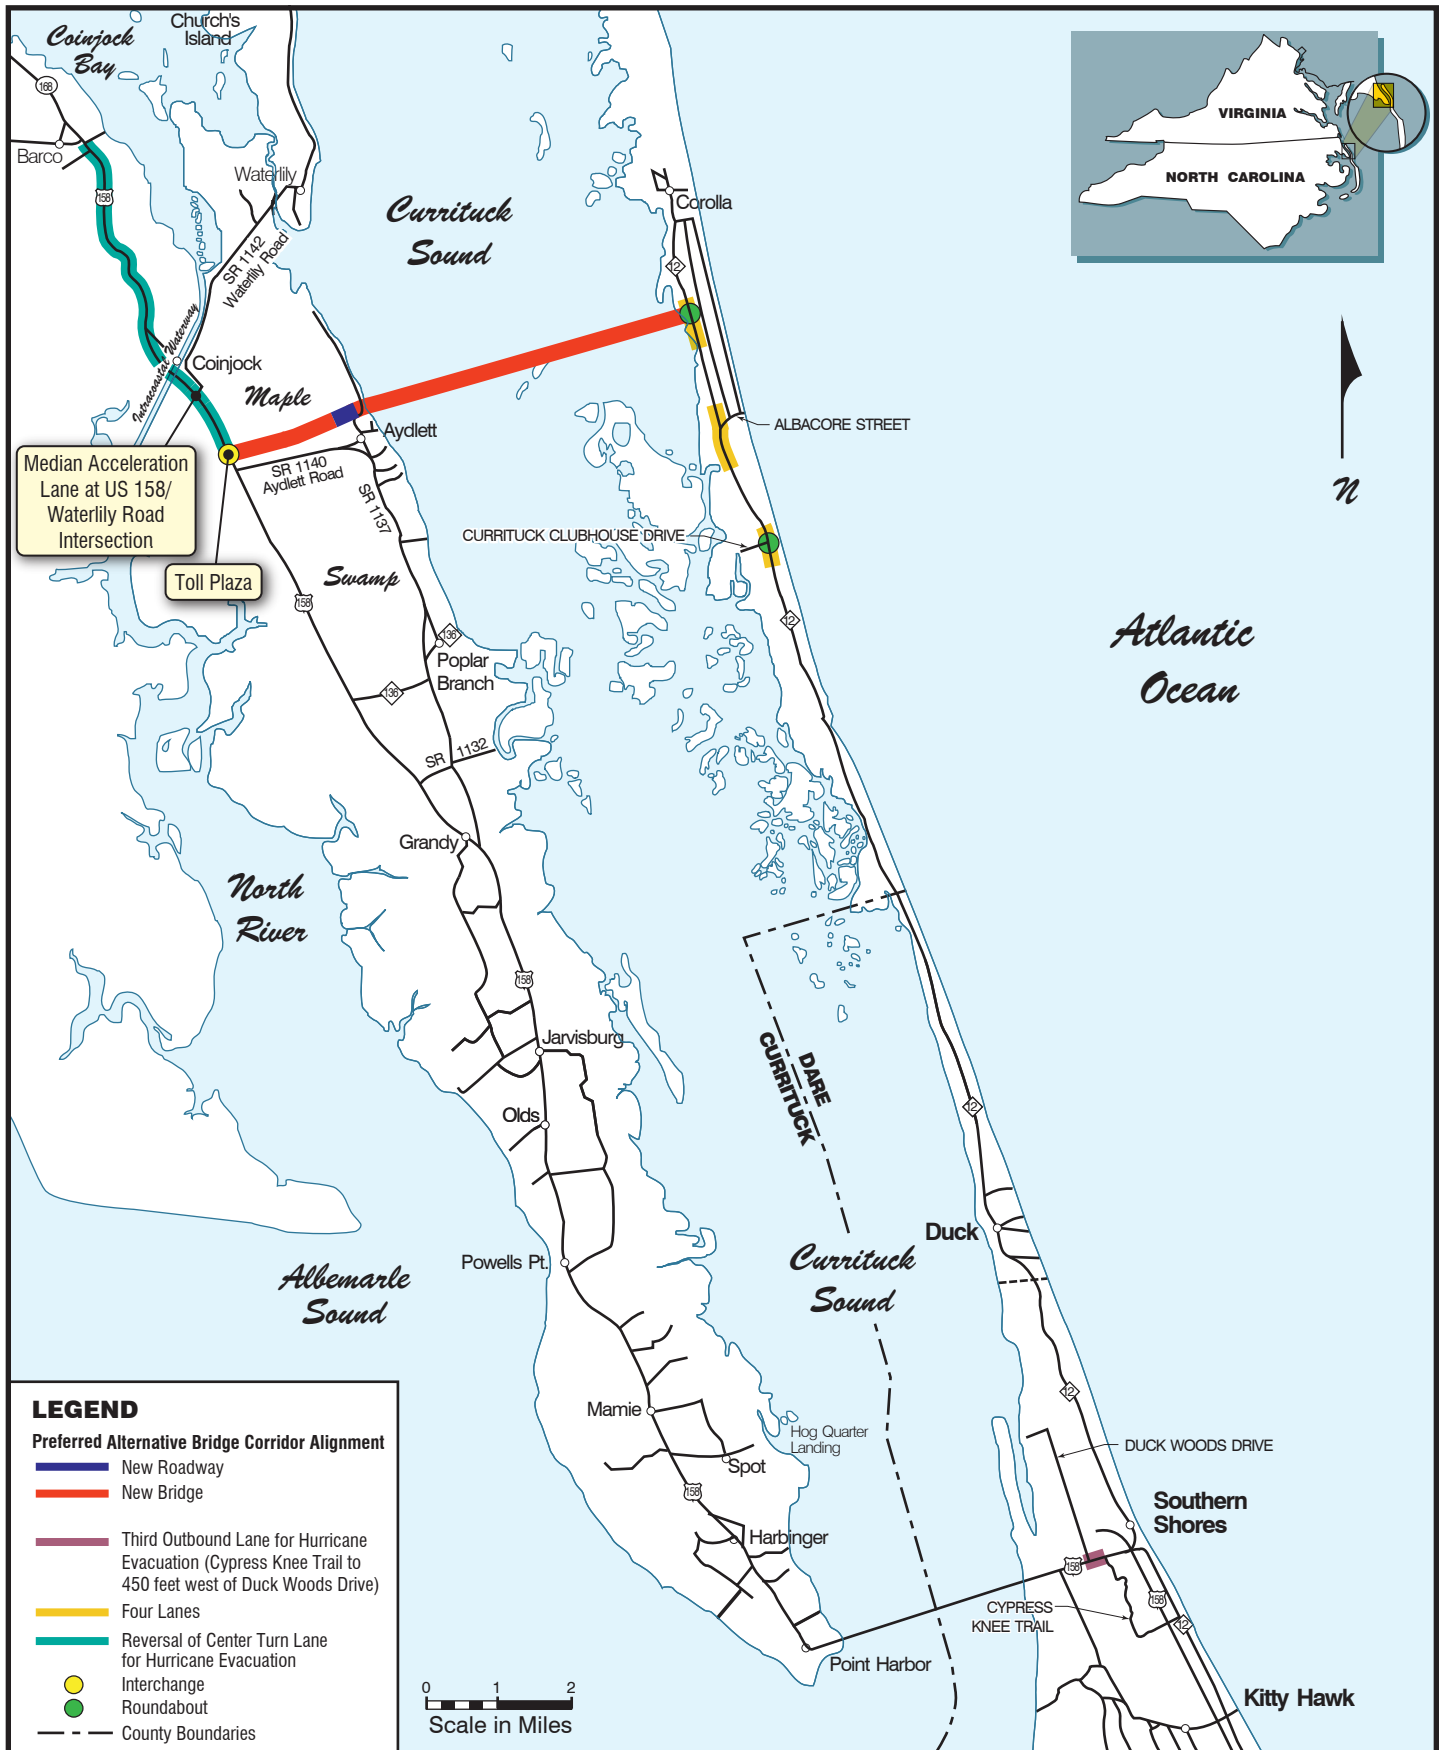 Church's
Island
Coinjock
Bay
168
Barco
158
Waterlily
SR 1142
Waterlily Road
Currituck
Sound
Corolla
12
VIRGINIA
NORTH CAROLINA
Intracoastal Waterway
Coinjock
Maple
Aydlett
SR 1140
Aydlett Road
SR 1137
ALBACORE STREET
Median Acceleration
Lane at US 158/
Waterlily Road
Intersection
Toll Plaza
N
CURRITUCK CLUBHOUSE DRIVE
Swamp
158
12
136
Poplar
Branch
136
SR 1132
Atlantic
Ocean
Grandy
North
River
158
Jarvisburg
DARE
CURRITUCK
12
Olds
Duck
Powells Pt.
Albemarle
Sound
Currituck
Sound
12
Mamie
Hog Quarter
Landing
Spot
DUCK WOODS DRIVE
158
Southern
Shores
Harbinger
158
158
12
CYPRESS
KNEE TRAIL
Point Harbor
Kitty Hawk
LEGEND
Preferred Alternative Bridge Corridor Alignment
New Roadway
New Bridge
Third Outbound Lane for Hurricane
Evacuation (Cypress Knee Trail to
450 feet west of Duck Woods Drive)
Four Lanes
Reversal of Center Turn Lane
for Hurricane Evacuation
Interchange
Roundabout
County Boundaries
0 1 2
Scale in Miles